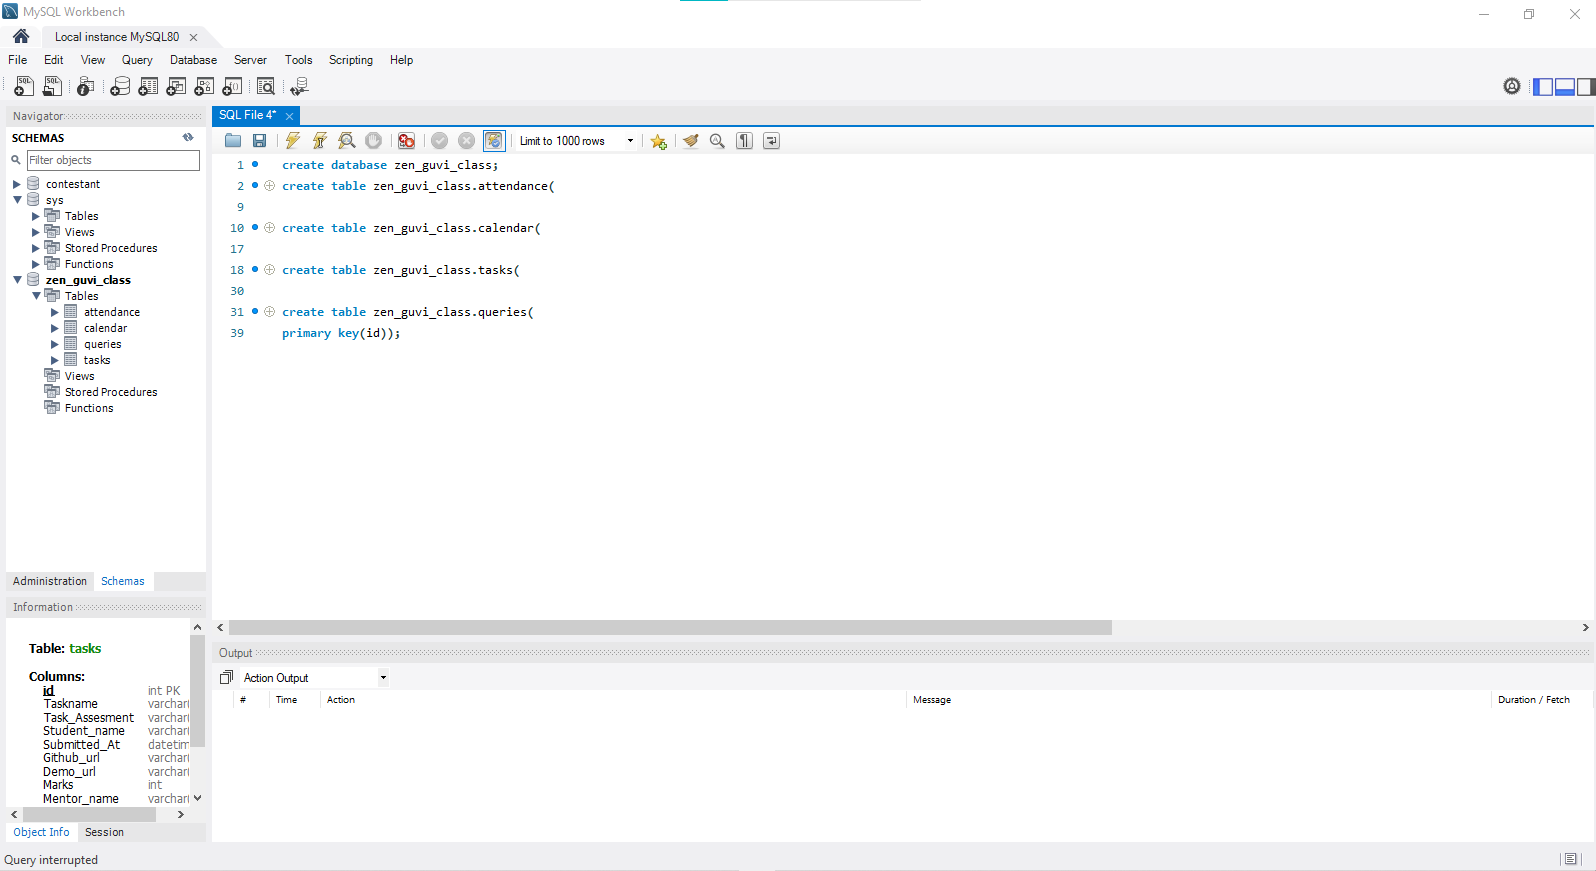 MySQL Workbench
Local instance MySQL80
File Edit View Query Database Server Tools Scripting Help
Navigator
SCHEMAS
Filter objects
contestant
sys
Tables
Views
Stored Procedures
Functions
zen_guvi_class
Tables
attendance
calendar
queries
tasks
Views
Stored Procedures
Functions
Administration Schemas
Information
Table: tasks
Columns:
id int PK
Taskname varchar(
Task_Assesment varchar(
Student_name varchar(
Submitted_At datetim
Github_url varchar(
Demo_url varchar(
Marks int
Mentor_name varchar(
Object Info Session
Query interrupted
SQL File 4*
Limit to 1000 rows
1 create database zen_guvi_class;
2 create table zen_guvi_class.attendance(
9
10 create table zen_guvi_class.calendar(
17
18 create table zen_guvi_class.tasks(
30
31 create table zen_guvi_class.queries(
39 primary key(id));
Output
Action Output
# Time Action Message Duration / Fetch